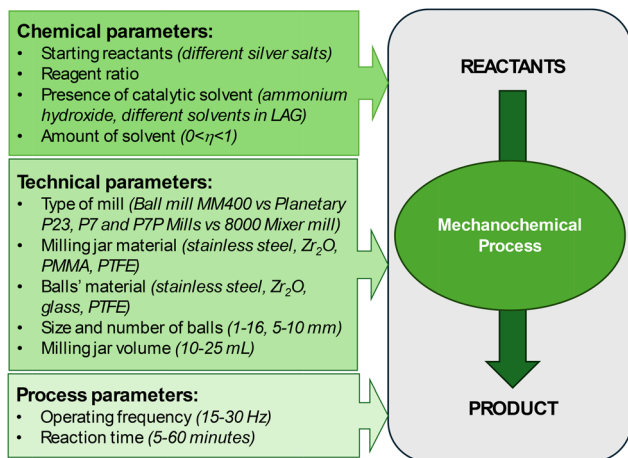 Chemical parameters:
• Starting reactants (different silver salts)
• Reagent ratio
• Presence of catalytic solvent (ammonium
hydroxide, different solvents in LAG)
• Amount of solvent (0<η<1)
Technical parameters:
• Type of mill (Ball mill MM400 vs Planetary
P23, P7 and P7P Mills vs 8000 Mixer mill)
• Milling jar material (stainless steel, Zr₂O,
PMMA, PTFE)
• Balls' material (stainless steel, Zr₂O,
glass, PTFE)
• Size and number of balls (1-16, 5-10 mm)
• Milling jar volume (10-25 mL)
Process parameters:
• Operating frequency (15-30 Hz)
• Reaction time (5-60 minutes)
REACTANTS
Mechanochemical
Process
PRODUCT